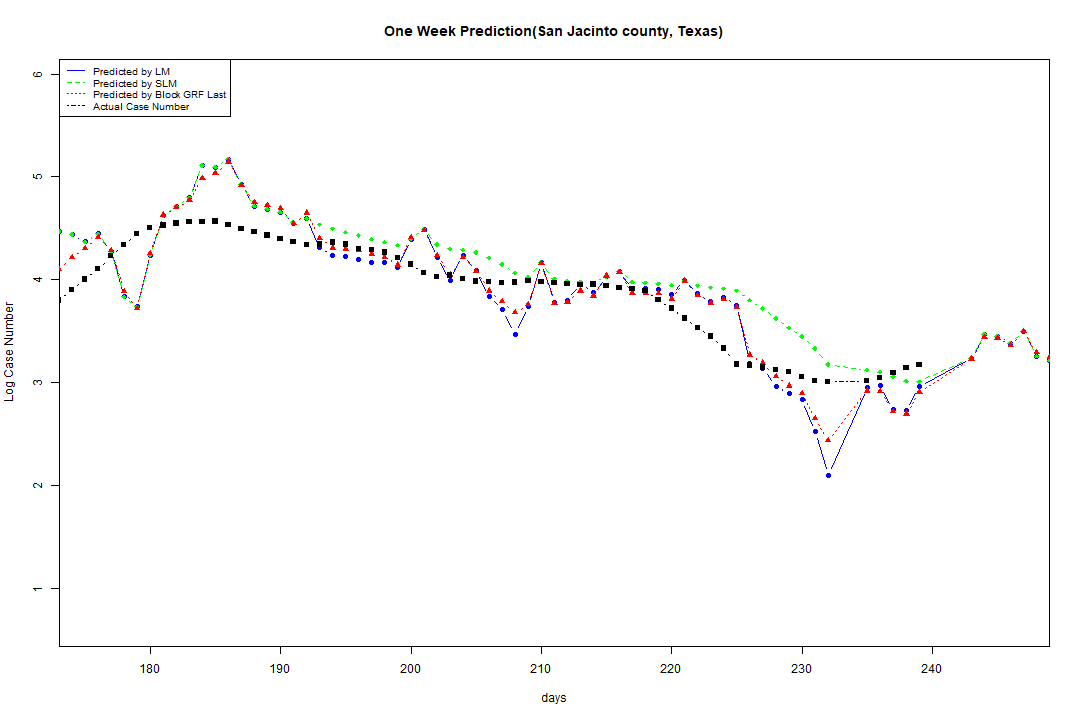 One Week Prediction(San Jacinto county, Texas)
Predicted by LM
Predicted by SLM
Predicted by Block GRF Last
Actual Case Number
6
5
4
3
2
1
Log Case Number
180 190 200 210 220 230 240
days